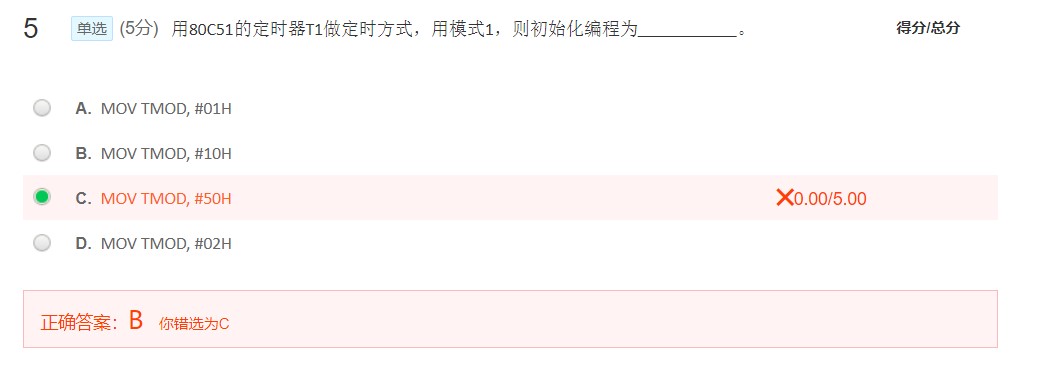 5 单选 (5分) 用80C51的定时器T1做定时方式，用模式1，则初始化编程为____________。 得分/总分
A. MOV TMOD, #01H
B. MOV TMOD, #10H
C. MOV TMOD, #50H ✕0.00/5.00
D. MOV TMOD, #02H
正确答案：B 你错选为C